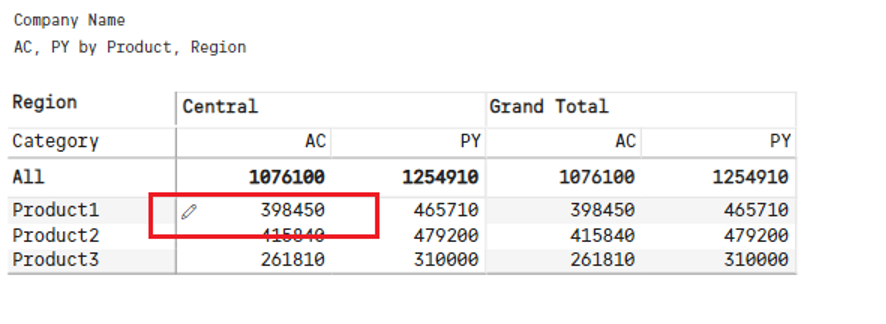 Company Name
AC, PY by Product, Region
Region Central Grand Total
Category AC PY AC PY
All 1076100 1254910 1076100 1254910
Product1 398450 465710 398450 465710
Product2 415840 479200 415840 479200
Product3 261810 310000 261810 310000